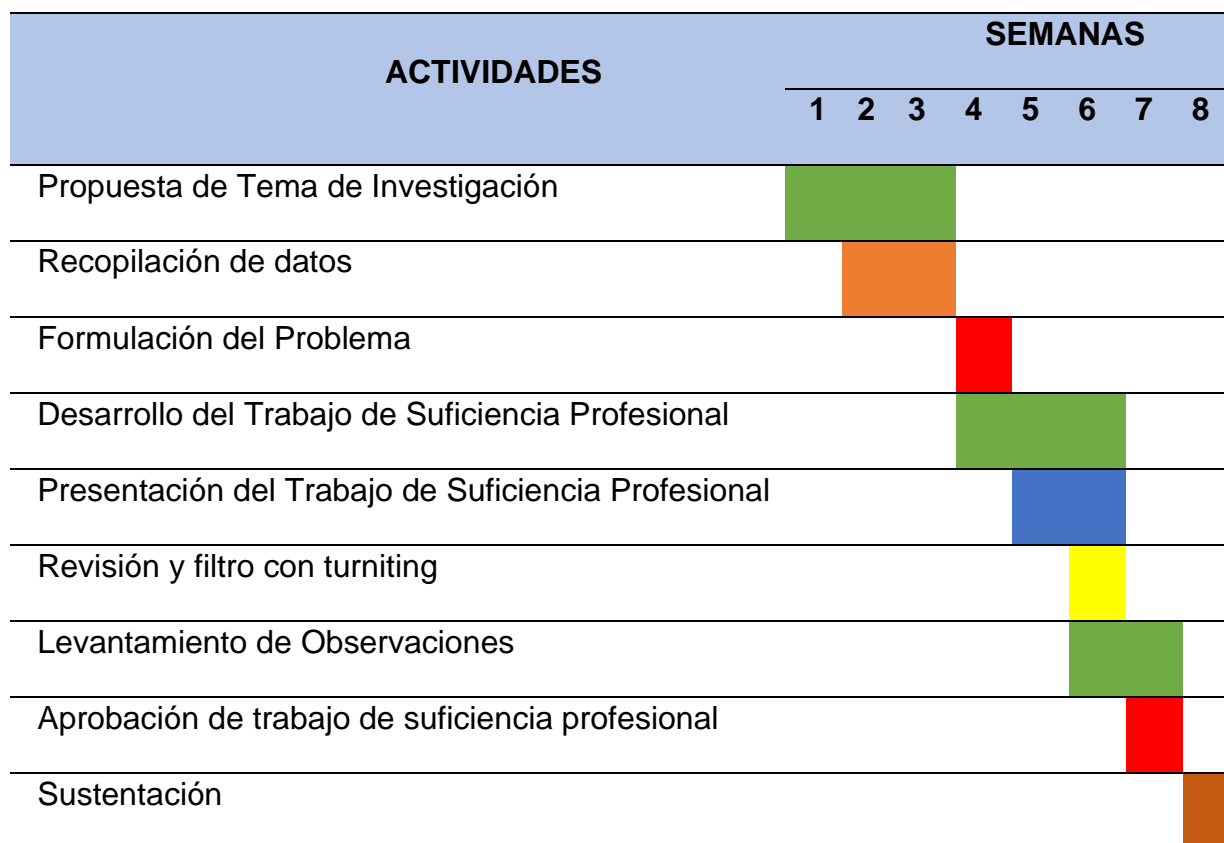 SEMANAS
ACTIVIDADES
1 2 3 4 5 6 7 8
Propuesta de Tema de Investigación
Recopilación de datos
Formulación del Problema
Desarrollo del Trabajo de Suficiencia Profesional
Presentación del Trabajo de Suficiencia Profesional
Revisión y filtro con turniting
Levantamiento de Observaciones
Aprobación de trabajo de suficiencia profesional
Sustentación